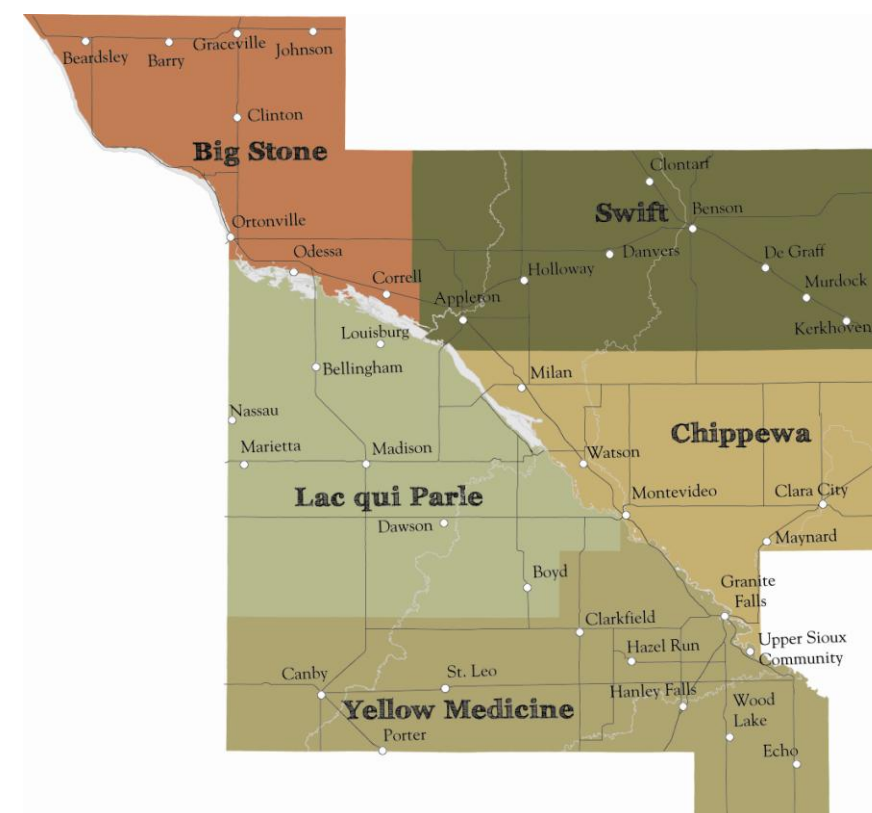 Graceville
Johnson
Beardsley
Barry
Clinton
Big Stone
Clontarf
Swift
Benson
Ortonville
Odessa
Danvers
De Graff
Holloway
Correll
Murdock
Appleton
Kerkhoven
Louisburg
Bellingham
Milan
Nassau
Chippewa
Marietta
Madison
Watson
Lac qui Parle
Montevideo
Clara City
Dawson
Maynard
Boyd
Granite
Falls
Clarkfield
Hazel Run
Upper Sioux
Community
Canby
St. Leo
Hanley Falls
Wood
Lake
Yellow Medicine
Porter
Echo